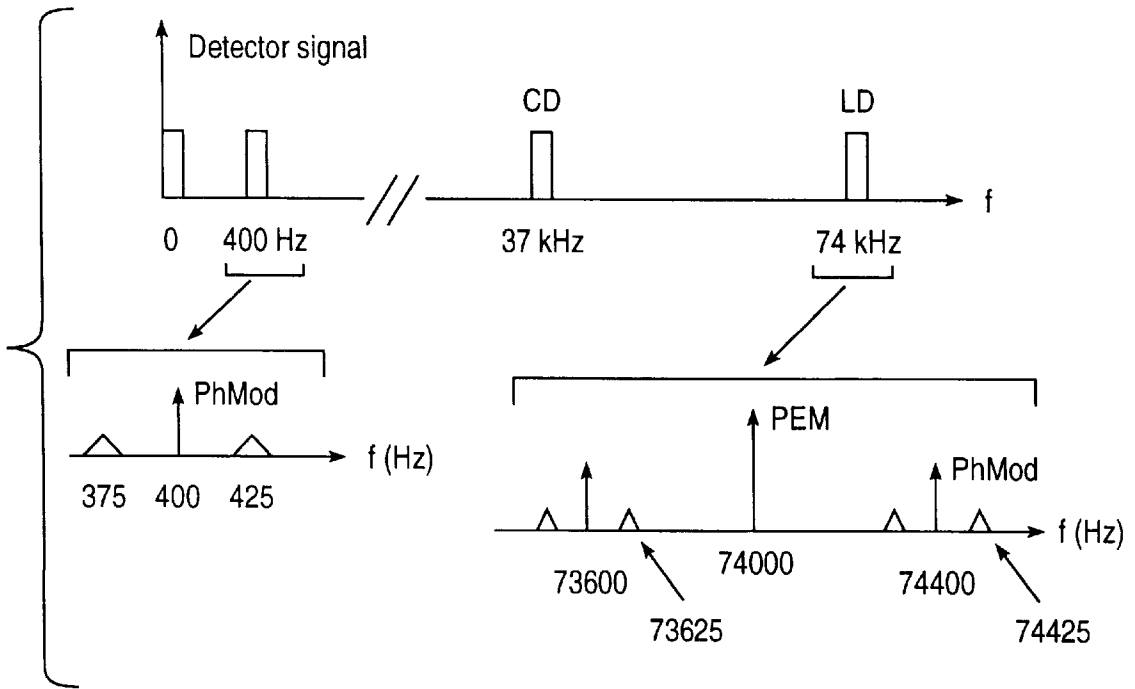 Detector signal
CD
LD
f
0
400 Hz
37 kHz
74 kHz
PhMod
f (Hz)
375
400
425
PEM
PhMod
f (Hz)
73600
74000
74400
73625
74425